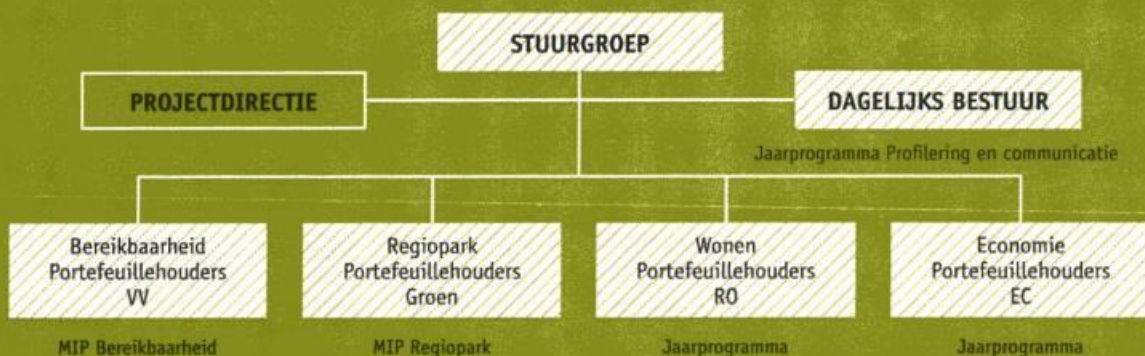 STUURGROEP
PROJECTDIRECTIE
DAGELIJKS BESTUUR
Jaarprogramma Profilering en communicatie
Bereikbaarheid
Portefeuillehouders
VV
Regiopark
Portefeuillehouders
Groen
Wonen
Portefeuillehouders
RO
Economie
Portefeuillehouders
EC
MIP Bereikbaarheid
MIP Regiopark
Jaarprogramma
Jaarprogramma